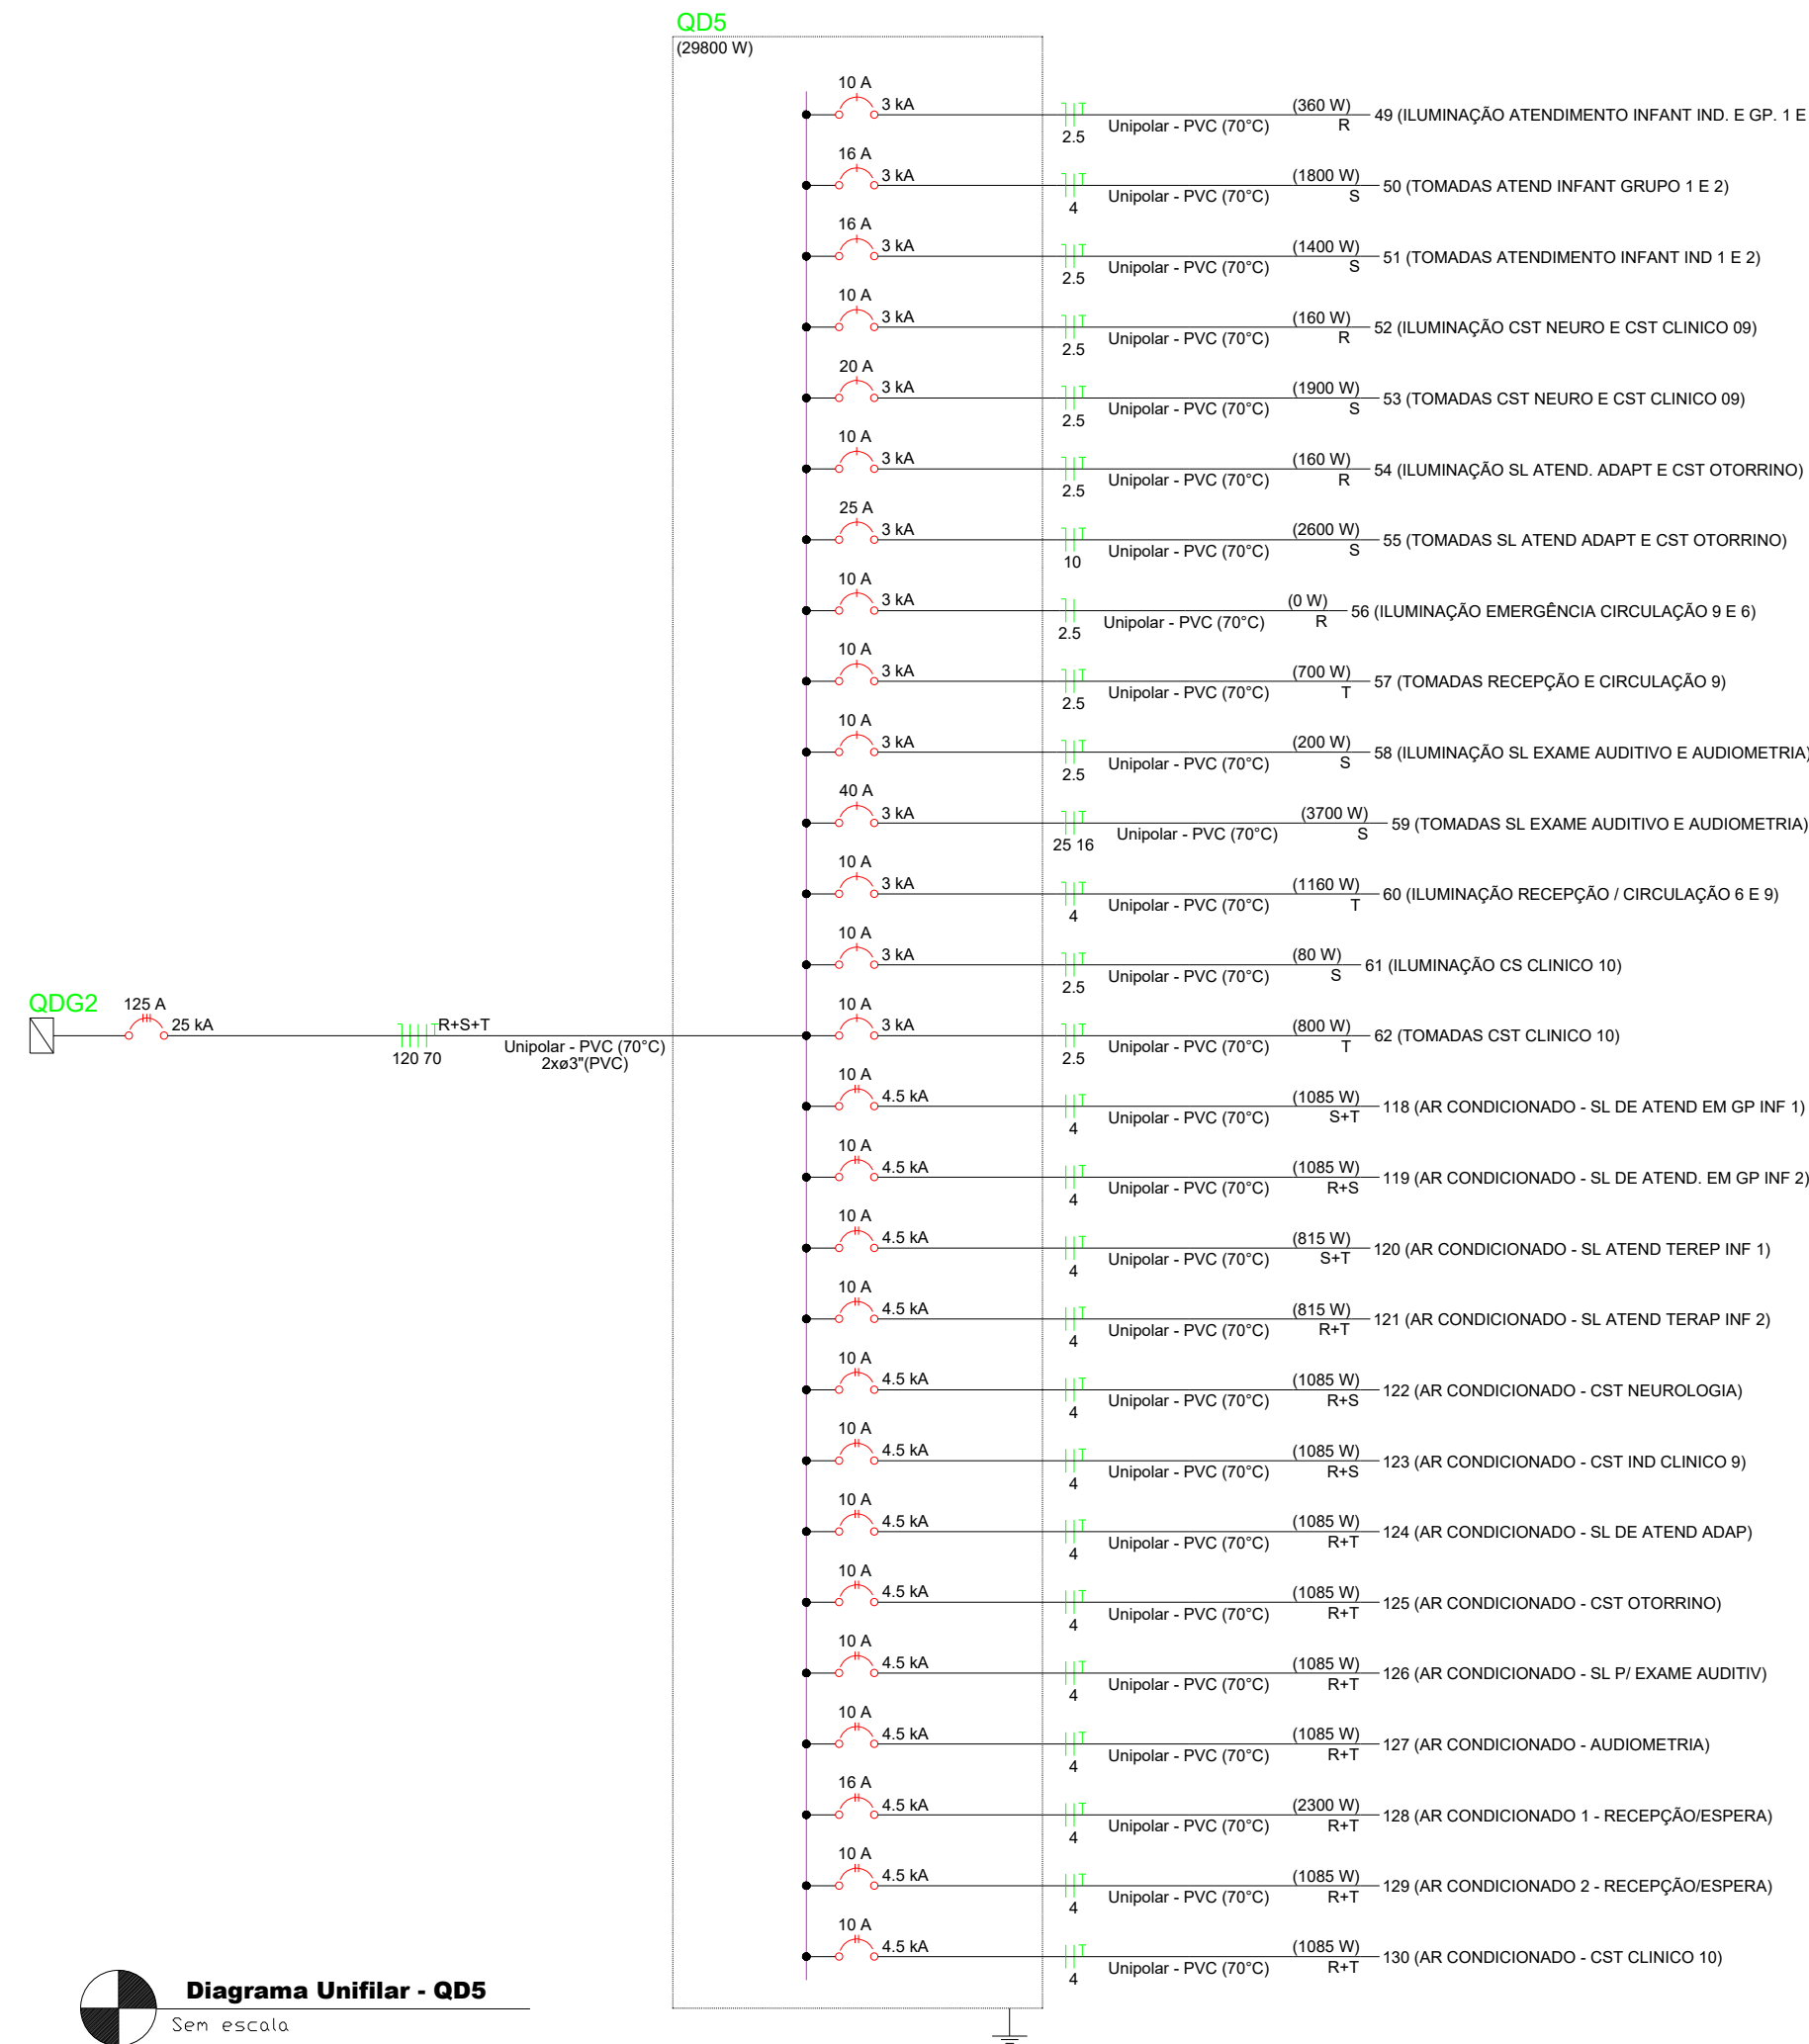 QD5
(29800 W)
10 A
3 kA
2.5
Unipolar - PVC (70°C)
(360 W)
R
49 (ILUMINAÇÃO ATENDIMENTO INFANT IND. E GP. 1 E
16 A
3 kA
4
Unipolar - PVC (70°C)
(1800 W)
S
50 (TOMADAS ATEND INFANT GRUPO 1 E 2)
16 A
3 kA
2.5
Unipolar - PVC (70°C)
(1400 W)
S
51 (TOMADAS ATENDIMENTO INFANT IND 1 E 2)
10 A
3 kA
2.5
Unipolar - PVC (70°C)
(160 W)
R
52 (ILUMINAÇÃO CST NEURO E CST CLINICO 09)
20 A
3 kA
2.5
Unipolar - PVC (70°C)
(1900 W)
S
53 (TOMADAS CST NEURO E CST CLINICO 09)
10 A
3 kA
2.5
Unipolar - PVC (70°C)
(160 W)
R
54 (ILUMINAÇÃO SL ATEND. ADAPT E CST OTORRINO)
25 A
3 kA
10
Unipolar - PVC (70°C)
(2600 W)
S
55 (TOMADAS SL ATEND ADAPT E CST OTORRINO)
10 A
3 kA
2.5
Unipolar - PVC (70°C)
(0 W)
R
56 (ILUMINAÇÃO EMERGÊNCIA CIRCULAÇÃO 9 E 6)
10 A
3 kA
2.5
Unipolar - PVC (70°C)
(700 W)
T
57 (TOMADAS RECEPÇÃO E CIRCULAÇÃO 9)
10 A
3 kA
2.5
Unipolar - PVC (70°C)
(200 W)
S
58 (ILUMINAÇÃO SL EXAME AUDITIVO E AUDIOMETRIA)
40 A
3 kA
25 16
Unipolar - PVC (70°C)
(3700 W)
S
59 (TOMADAS SL EXAME AUDITIVO E AUDIOMETRIA)
10 A
3 kA
4
Unipolar - PVC (70°C)
(1160 W)
T
60 (ILUMINAÇÃO RECEPÇÃO / CIRCULAÇÃO 6 E 9)
10 A
3 kA
2.5
Unipolar - PVC (70°C)
(80 W)
S
61 (ILUMINAÇÃO CS CLINICO 10)
QDG2
125 A
25 kA
R+S+T
120 70
Unipolar - PVC (70°C)
2xø3"(PVC)
10 A
3 kA
2.5
Unipolar - PVC (70°C)
(800 W)
T
62 (TOMADAS CST CLINICO 10)
10 A
4.5 kA
4
Unipolar - PVC (70°C)
(1085 W)
S+T
118 (AR CONDICIONADO - SL DE ATEND EM GP INF 1)
10 A
4.5 kA
4
Unipolar - PVC (70°C)
(1085 W)
R+S
119 (AR CONDICIONADO - SL DE ATEND. EM GP INF 2)
10 A
4.5 kA
4
Unipolar - PVC (70°C)
(815 W)
S+T
120 (AR CONDICIONADO - SL ATEND TEREP INF 1)
10 A
4.5 kA
4
Unipolar - PVC (70°C)
(815 W)
R+T
121 (AR CONDICIONADO - SL ATEND TERAP INF 2)
10 A
4.5 kA
4
Unipolar - PVC (70°C)
(1085 W)
R+S
122 (AR CONDICIONADO - CST NEUROLOGIA)
10 A
4.5 kA
4
Unipolar - PVC (70°C)
(1085 W)
R+S
123 (AR CONDICIONADO - CST IND CLINICO 9)
10 A
4.5 kA
4
Unipolar - PVC (70°C)
(1085 W)
R+T
124 (AR CONDICIONADO - SL DE ATEND ADAP)
10 A
4.5 kA
4
Unipolar - PVC (70°C)
(1085 W)
R+T
125 (AR CONDICIONADO - CST OTORRINO)
10 A
4.5 kA
4
Unipolar - PVC (70°C)
(1085 W)
R+T
126 (AR CONDICIONADO - SL P/ EXAME AUDITIV)
10 A
4.5 kA
4
Unipolar - PVC (70°C)
(1085 W)
R+T
127 (AR CONDICIONADO - AUDIOMETRIA)
16 A
4.5 kA
4
Unipolar - PVC (70°C)
(2300 W)
R+T
128 (AR CONDICIONADO 1 - RECEPÇÃO/ESPERA)
10 A
4.5 kA
4
Unipolar - PVC (70°C)
(1085 W)
R+T
129 (AR CONDICIONADO 2 - RECEPÇÃO/ESPERA)
10 A
4.5 kA
4
Unipolar - PVC (70°C)
(1085 W)
R+T
130 (AR CONDICIONADO - CST CLINICO 10)
Diagrama Unifilar - QD5
Sem escala